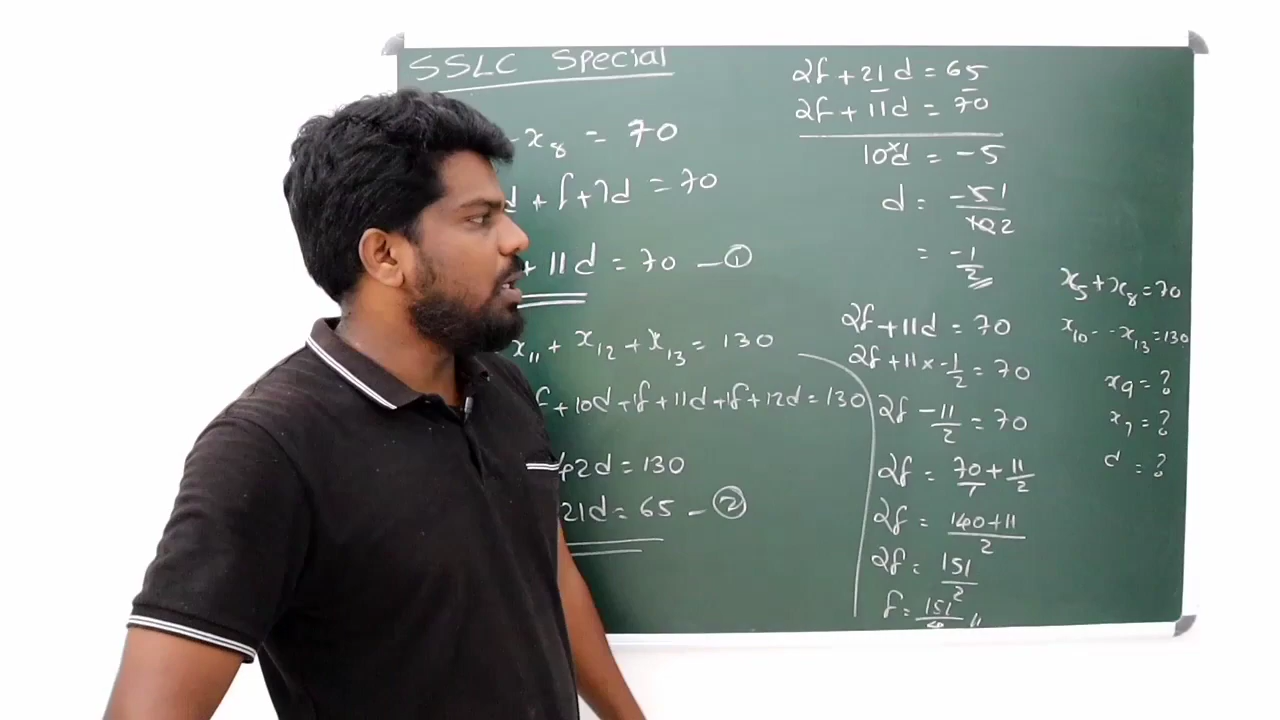 SSLC Special
x₈ = 70
d + f + 7d = 70
+ 11d = 70 — ①
x₁₁ + x₁₂ + x₁₃ = 130
f + 10d + f + 11d + f + 12d = 130
42d = 130
21d = 65 — ②
2f + 21d = 65
2f + 11d = 70
10d = -5
d = -51/10 2
= -1/2
2f + 11d = 70
2f + 11 × -1/2 = 70
2f - 11/2 = 70
2f = 70/1 + 11/2
2f = 140+11/2
2f = 151/2
f = 151/4 "
x₅ + x₈ = 70
x₁₀ -- x₁₃ = 130
x₉ = ?
x₇ = ?
d = ?